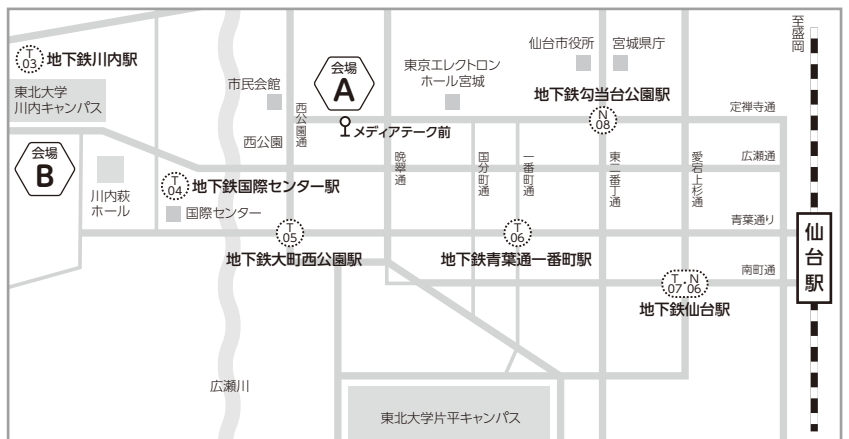 至盛岡
T
03
地下鉄川内駅
東北大学
川内キャンパス
市民会館
西公園
西公園通
会場
A
メディアテーク前
東京エレクトロン
ホール宮城
仙台市役所
宮城県庁
地下鉄勾当台公園駅
N
08
定禅寺通
会場
B
川内萩
ホール
T
04
地下鉄国際センター駅
国際センター
晩翠通
国分町通
一番町通
東二番丁通
愛宕上杉通
広瀬通
T
05
地下鉄大町西公園駅
T
06
地下鉄青葉通一番町駅
青葉通り
仙台駅
南町通
T・N
07 06
地下鉄仙台駅
広瀬川
東北大学片平キャンパス